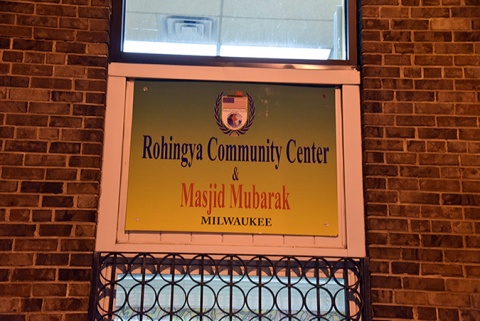 Rohingya Community Center
&
Masjid Mubarak
MILWAUKEE